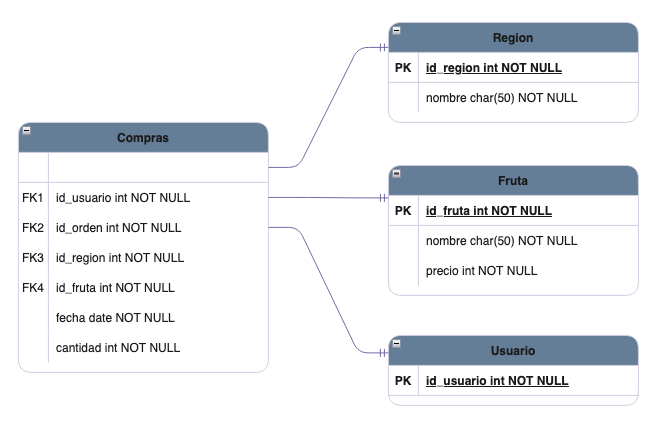 Region
PK id_region int NOT NULL
nombre char(50) NOT NULL
Compras
FK1 id_usuario int NOT NULL
FK2 id_orden int NOT NULL
FK3 id_region int NOT NULL
FK4 id_fruta int NOT NULL
fecha date NOT NULL
cantidad int NOT NULL
Fruta
PK id_fruta int NOT NULL
nombre char(50) NOT NULL
precio int NOT NULL
Usuario
PK id_usuario int NOT NULL